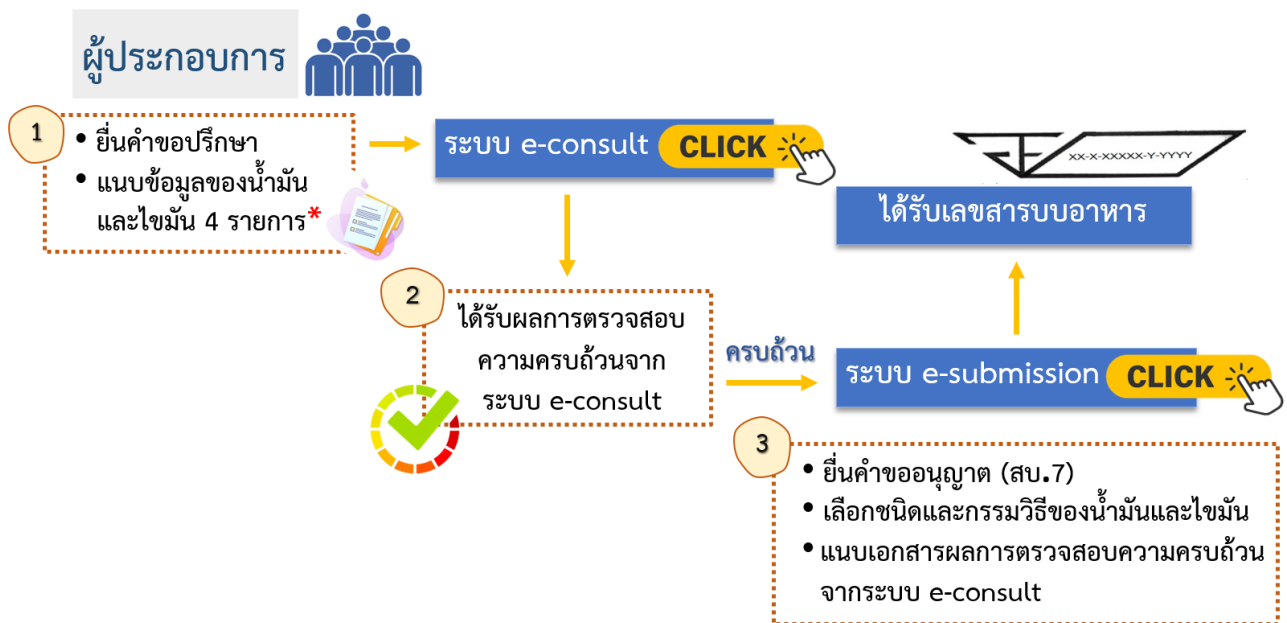 ผู้ประกอบการ
1
• ยื่นคำขอปรึกษา
• แนบข้อมูลของน้ำมัน
และไขมัน 4 รายการ*
ระบบ e-consult CLICK
2
ได้รับผลการตรวจสอบ
ความครบถ้วนจาก
ระบบ e-consult
ครบถ้วน
ระบบ e-submission CLICK
3
• ยื่นคำขออนุญาต (สบ.7)
• เลือกชนิดและกรรมวิธีของน้ำมันและไขมัน
• แนบเอกสารผลการตรวจสอบความครบถ้วน
จากระบบ e-consult
ได้รับเลขสารบบอาหาร
XX-X-XXXXX-Y-YYYY